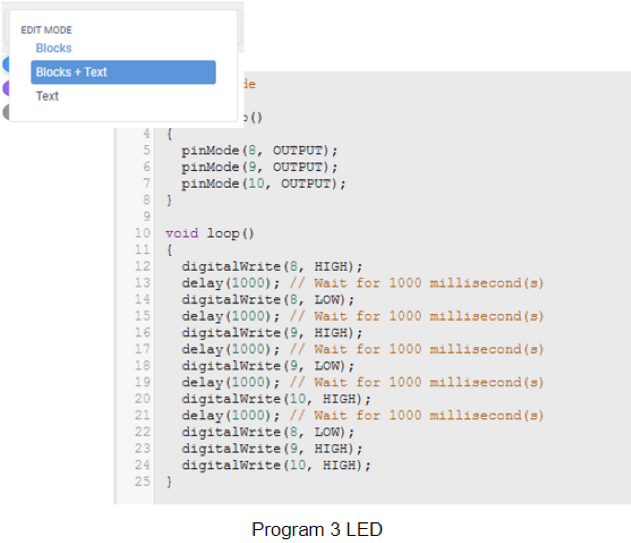 EDIT MODE
Blocks
Blocks + Text
Text
4 {
5 pinMode(8, OUTPUT);
6 pinMode(9, OUTPUT);
7 pinMode(10, OUTPUT);
8 }
9
10 void loop()
11 {
12 digitalWrite(8, HIGH);
13 delay(1000); // Wait for 1000 millisecond(s)
14 digitalWrite(8, LOW);
15 delay(1000); // Wait for 1000 millisecond(s)
16 digitalWrite(9, HIGH);
17 delay(1000); // Wait for 1000 millisecond(s)
18 digitalWrite(9, LOW);
19 delay(1000); // Wait for 1000 millisecond(s)
20 digitalWrite(10, HIGH);
21 delay(1000); // Wait for 1000 millisecond(s)
22 digitalWrite(8, LOW);
23 digitalWrite(9, HIGH);
24 digitalWrite(10, HIGH);
25 }
Program 3 LED